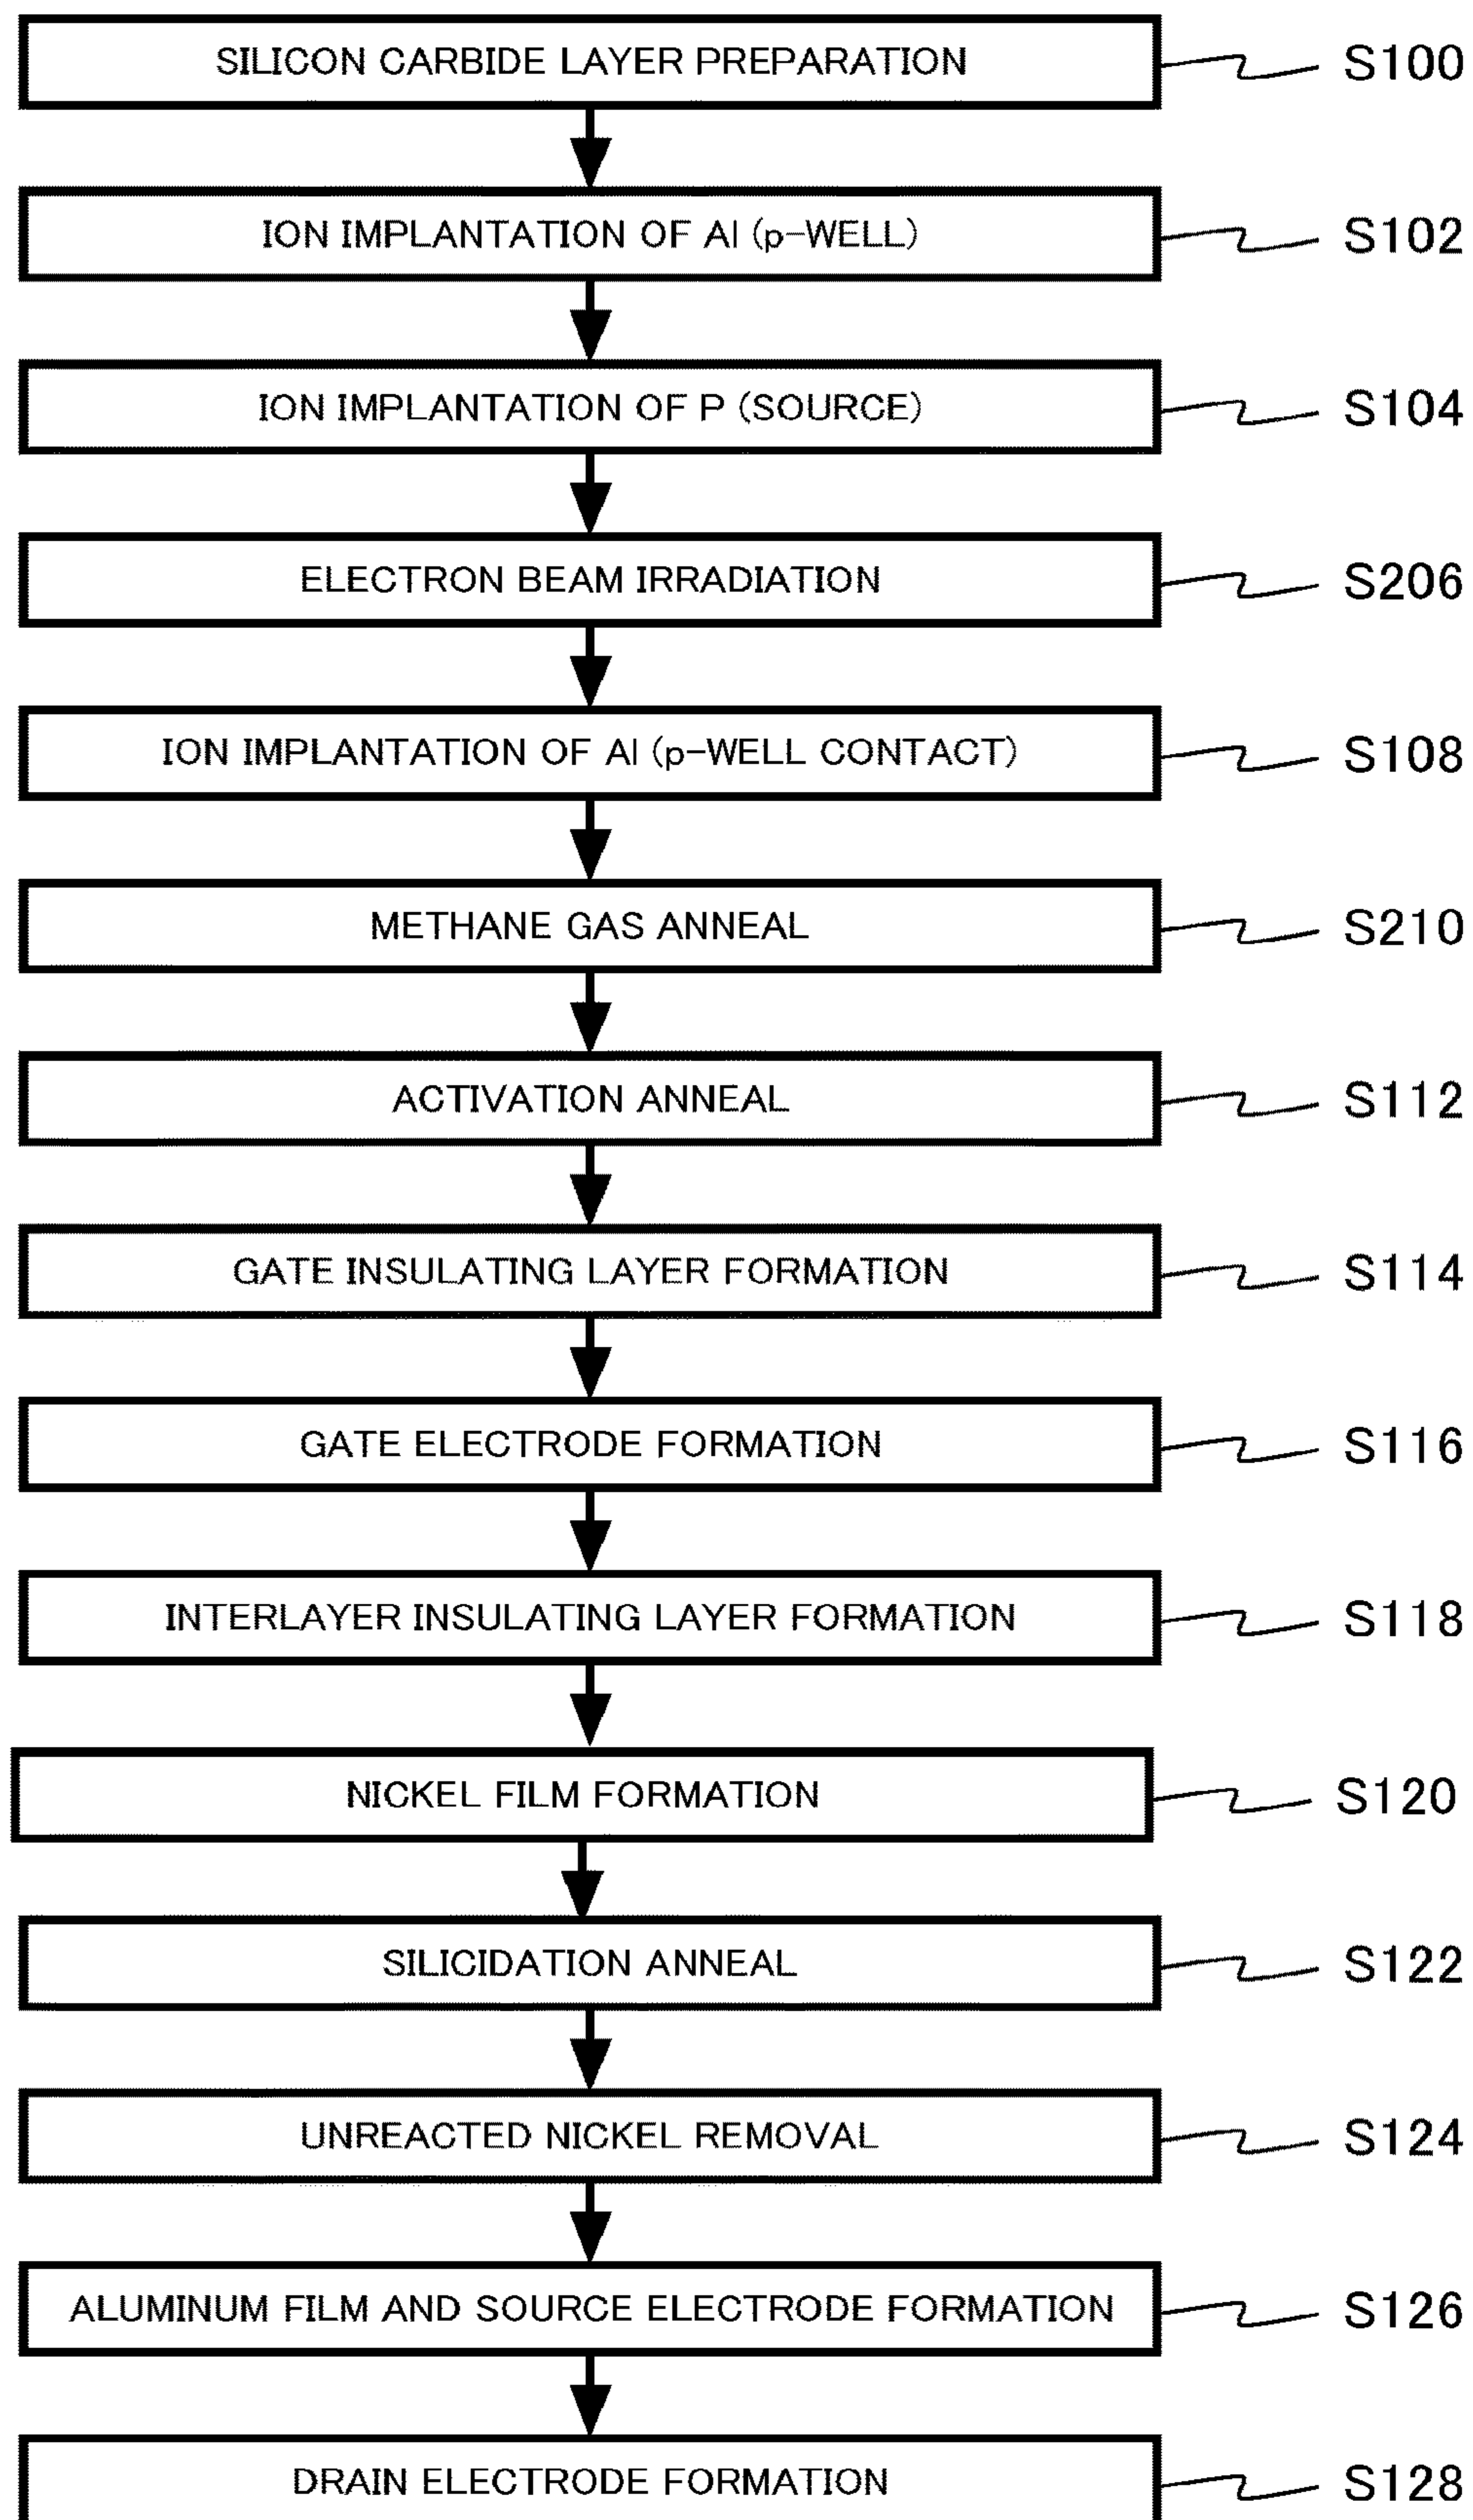 SILICON CARBIDE LAYER PREPARATION S100
ION IMPLANTATION OF Al (p-WELL) S102
ION IMPLANTATION OF P (SOURCE) S104
ELECTRON BEAM IRRADIATION S206
ION IMPLANTATION OF Al (p-WELL CONTACT) S108
METHANE GAS ANNEAL S210
ACTIVATION ANNEAL S112
GATE INSULATING LAYER FORMATION S114
GATE ELECTRODE FORMATION S116
INTERLAYER INSULATING LAYER FORMATION S118
NICKEL FILM FORMATION S120
SILICIDATION ANNEAL S122
UNREACTED NICKEL REMOVAL S124
ALUMINUM FILM AND SOURCE ELECTRODE FORMATION S126
DRAIN ELECTRODE FORMATION S128